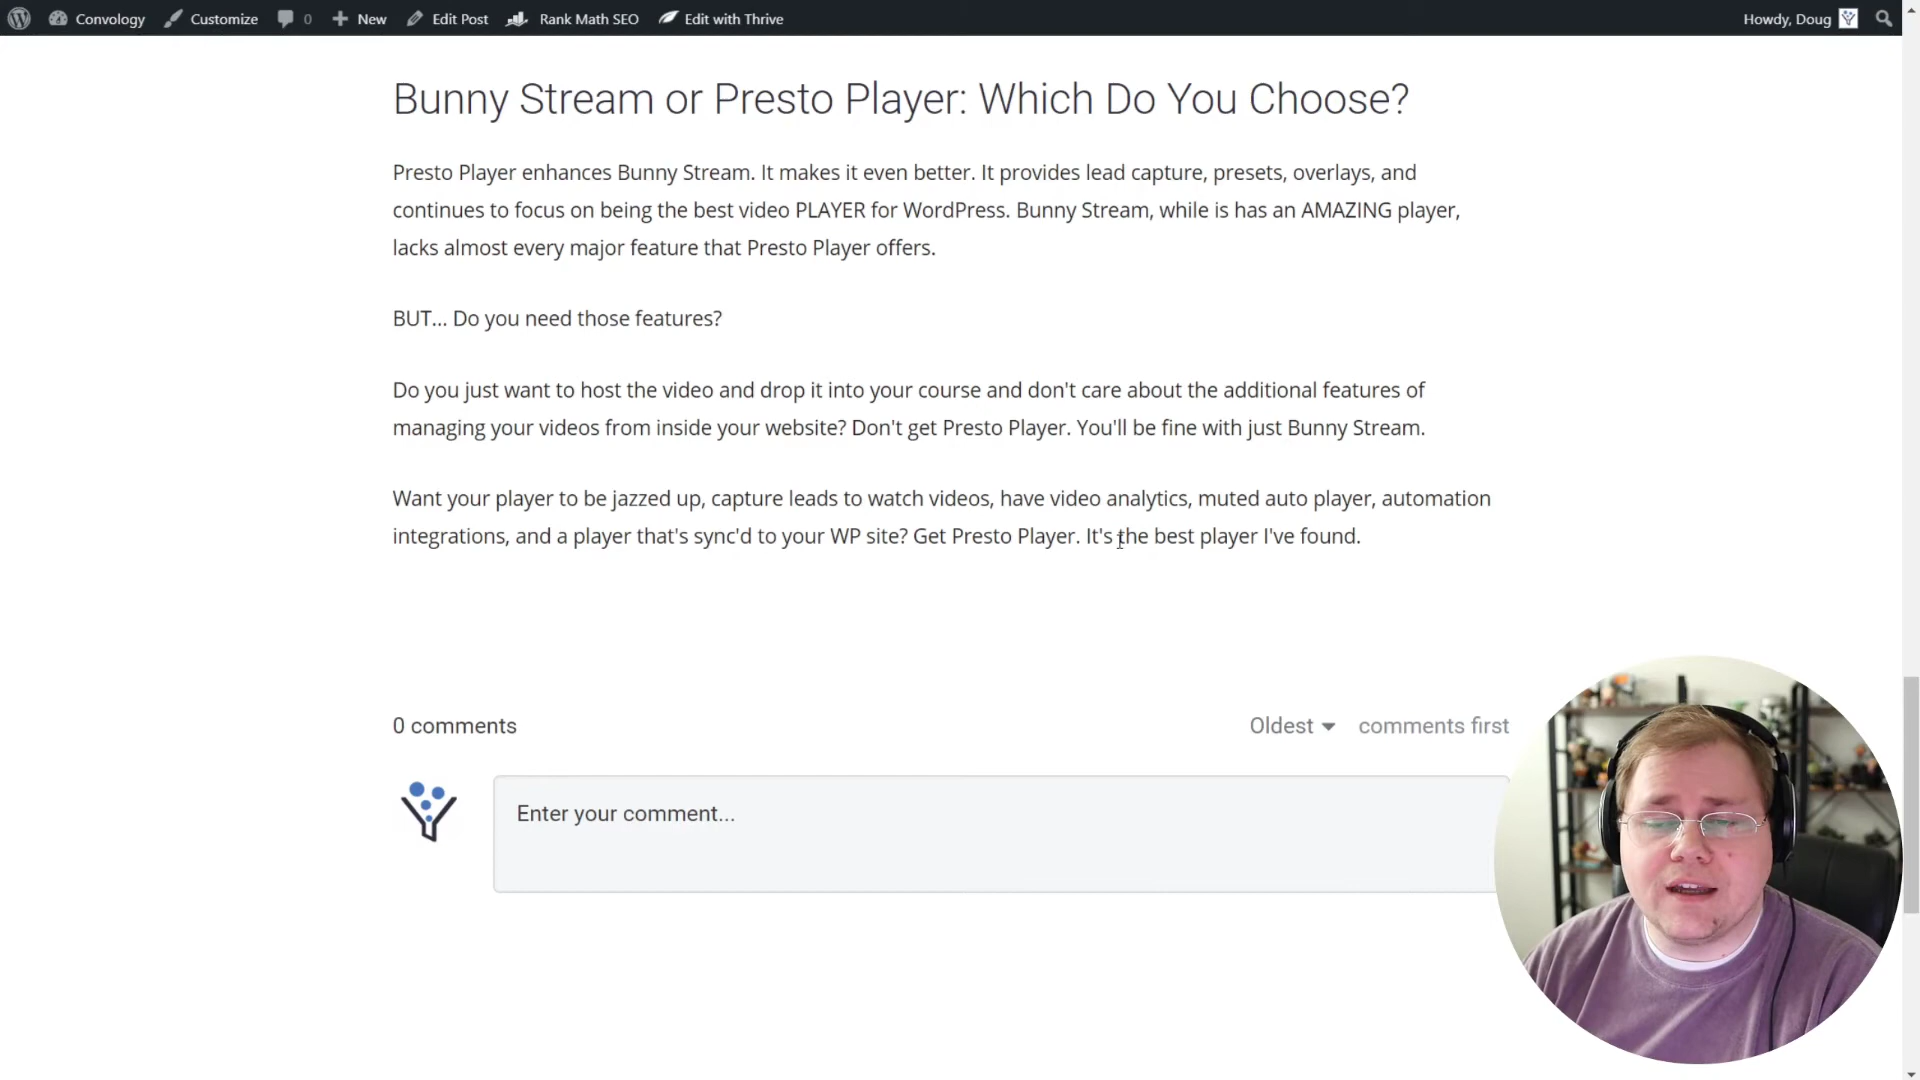 Convology Customize 0 New Edit Post Rank Math SEO Edit with Thrive Howdy, Doug
Bunny Stream or Presto Player: Which Do You Choose?
Presto Player enhances Bunny Stream. It makes it even better. It provides lead capture, presets, overlays, and
continues to focus on being the best video PLAYER for WordPress. Bunny Stream, while is has an AMAZING player,
lacks almost every major feature that Presto Player offers.
BUT... Do you need those features?
Do you just want to host the video and drop it into your course and don't care about the additional features of
managing your videos from inside your website? Don't get Presto Player. You'll be fine with just Bunny Stream.
Want your player to be jazzed up, capture leads to watch videos, have video analytics, muted auto player, automation
integrations, and a player that's sync'd to your WP site? Get Presto Player. It's the best player I've found.
0 comments Oldest comments first
Enter your comment...